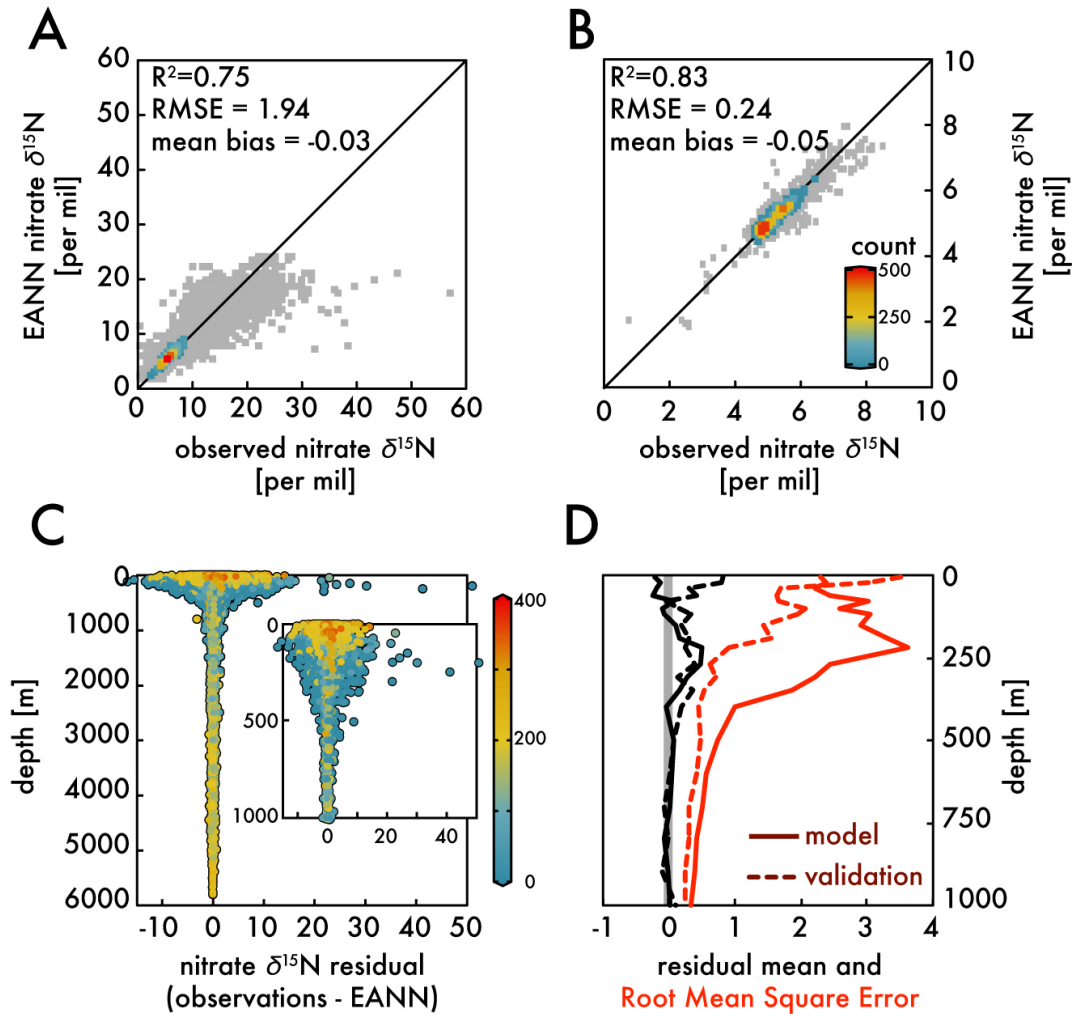 A
R²=0.75
RMSE = 1.94
mean bias = -0.03
60
50
40
30
20
10
0
EANN nitrate δ¹⁵N
[per mil]
0 10 20 30 40 50 60
observed nitrate δ¹⁵N
[per mil]
B
R²=0.83
RMSE = 0.24
mean bias = -0.05
10
8
6
4
2
0
EANN nitrate δ¹⁵N
[per mil]
count
500
250
0
0 2 4 6 8 10
observed nitrate δ¹⁵N
[per mil]
C
0
1000
2000
3000
4000
5000
6000
depth [m]
0
500
1000
0 20 40
400
200
0
-10 0 10 20 30 40 50
nitrate δ¹⁵N residual
(observations - EANN)
D
0
250
500
750
1000
depth [m]
model
validation
-1 0 1 2 3 4
residual mean and
Root Mean Square Error